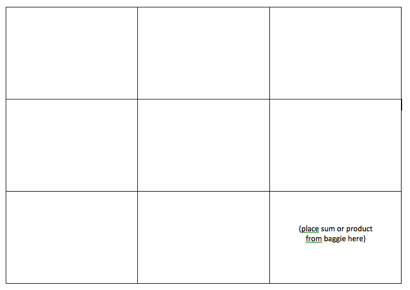 (place sum or product
from baggie here)